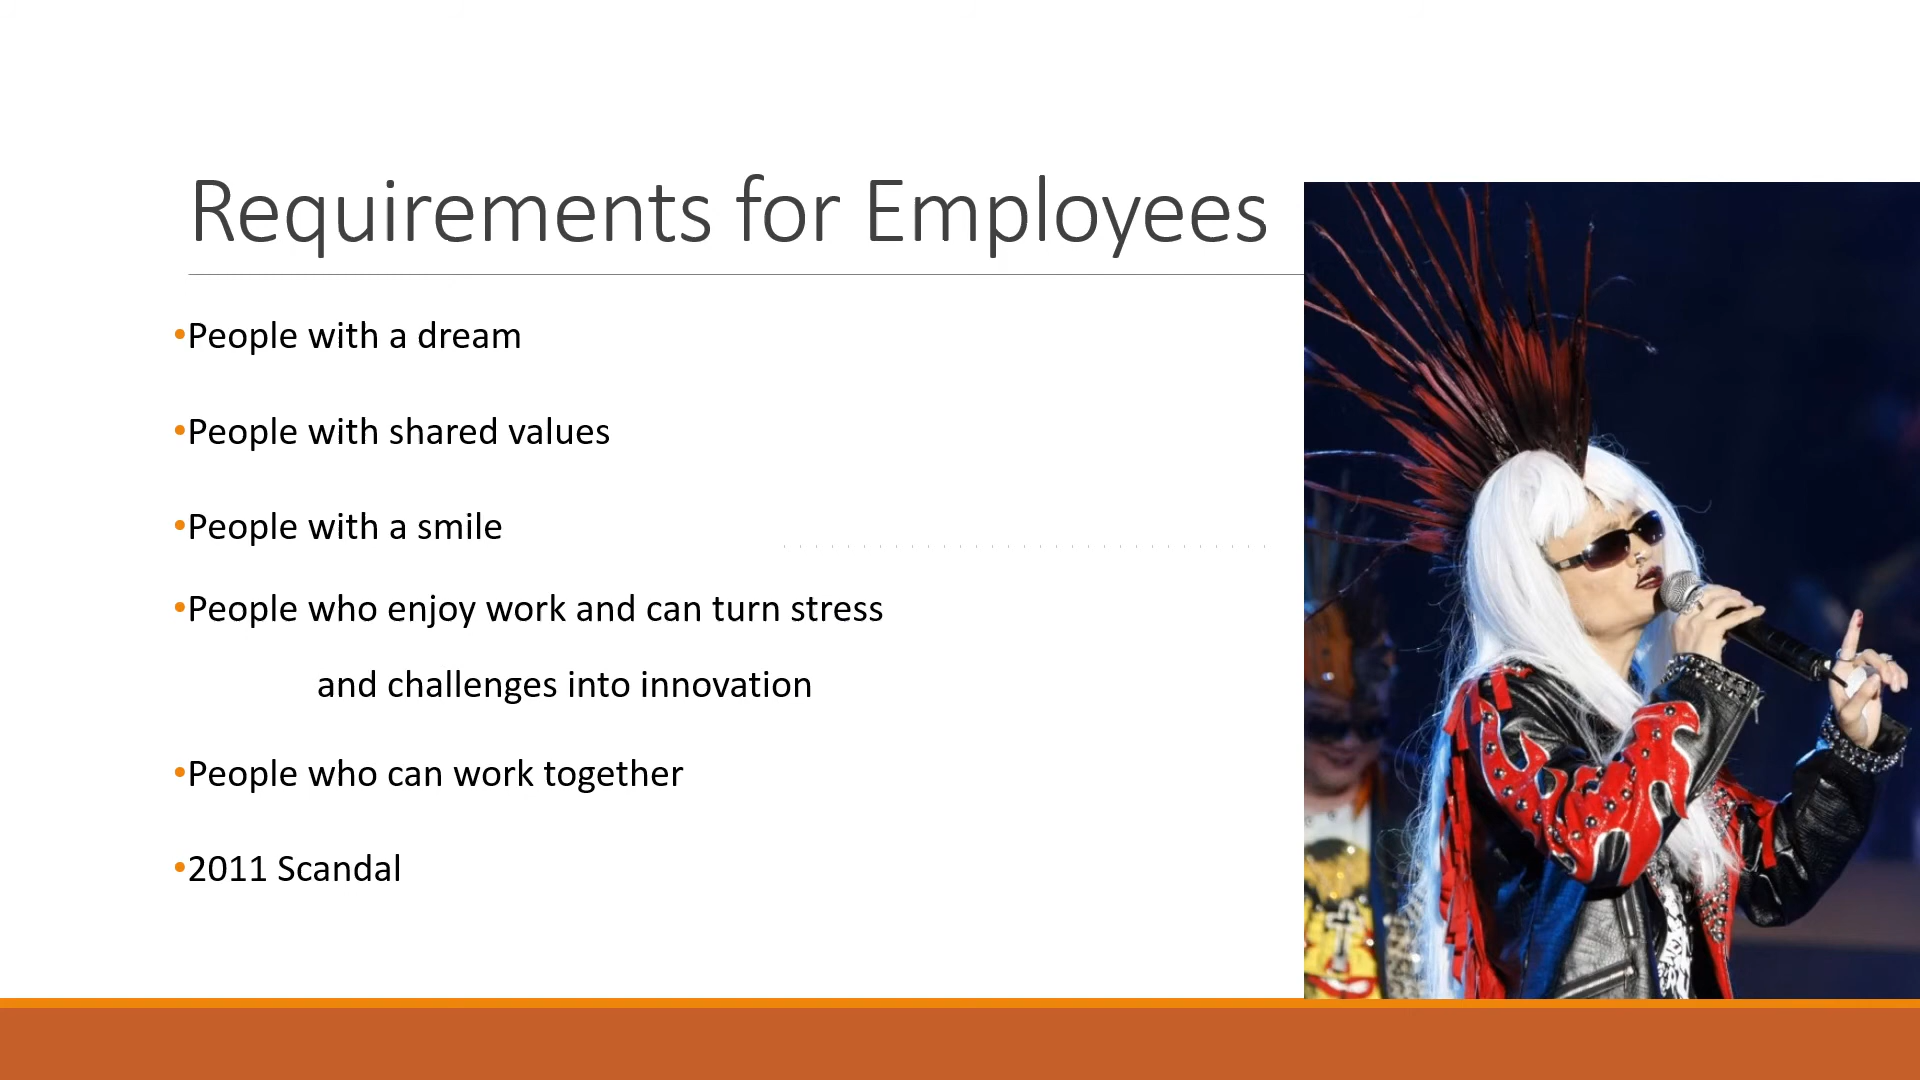 Requirements for Employees
•People with a dream
•People with shared values
•People with a smile
•People who enjoy work and can turn stress
and challenges into innovation
•People who can work together
•2011 Scandal